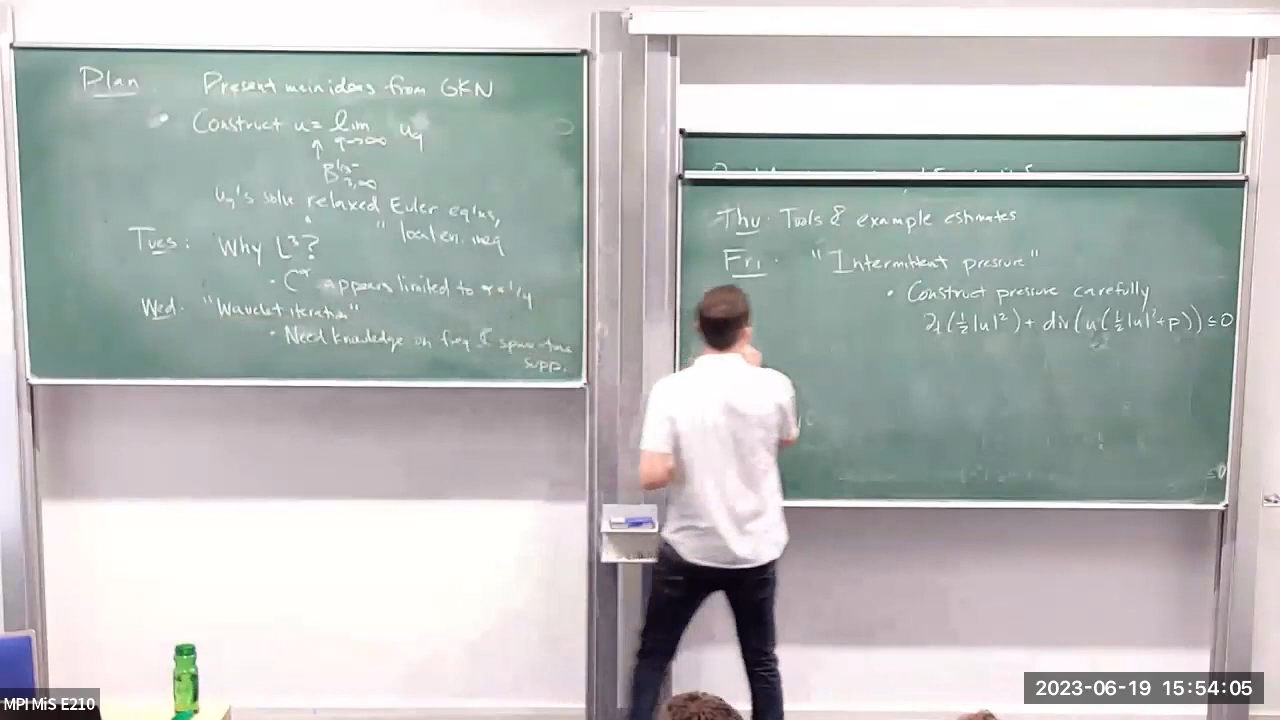 Plan. Present main ideas from GKN
• Construct u = lim u_q
q→∞
↑
B^{1/3-}_{3,∞}
u_q's solve relaxed Euler eq'ns,
" local en. ineq
Tues: Why L³?
• C^α appears limited to α<1/4
Wed. "Wavelet iteration"
• Need knowledge on freq & space-time
supp.
Thu. Tools & example estimates
Fri. "Intermittent pressure"
• Construct pressure carefully
∂_t(½|u|²) + div(u(½|u|²+p)) ≤ 0
≤0
MPI MiS E210
2023-06-19 15:54:05